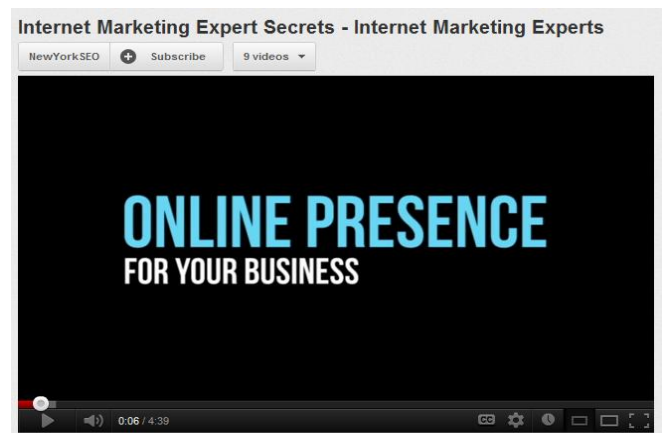 Internet Marketing Expert Secrets - Internet Marketing Experts
NewYorkSEO Subscribe 9 videos
ONLINE PRESENCE
FOR YOUR BUSINESS
0:06 / 4:39 CC